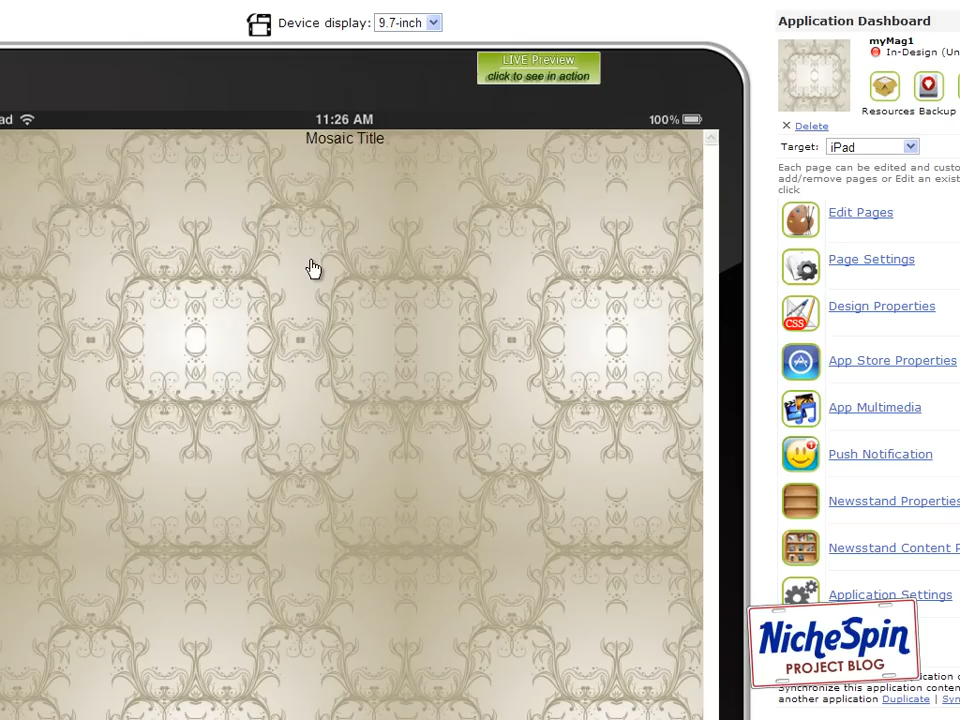 Device display: 9.7-inch
LIVE Preview
click to see in action
ad 11:26 AM 100%
Mosaic Title
Application Dashboard
myMag1
In-Design (Un
Resources Backup
Delete
Target: iPad
Each page can be edited and custo
add/remove pages or Edit an exist
click
Edit Pages
Page Settings
CSS
Design Properties
App Store Properties
App Multimedia
1
Push Notification
Newsstand Properties
Newsstand Content P
Application Settings
NicheSpin
PROJECT BLOG
Synchronize this application conten
another application Duplicate | Syn